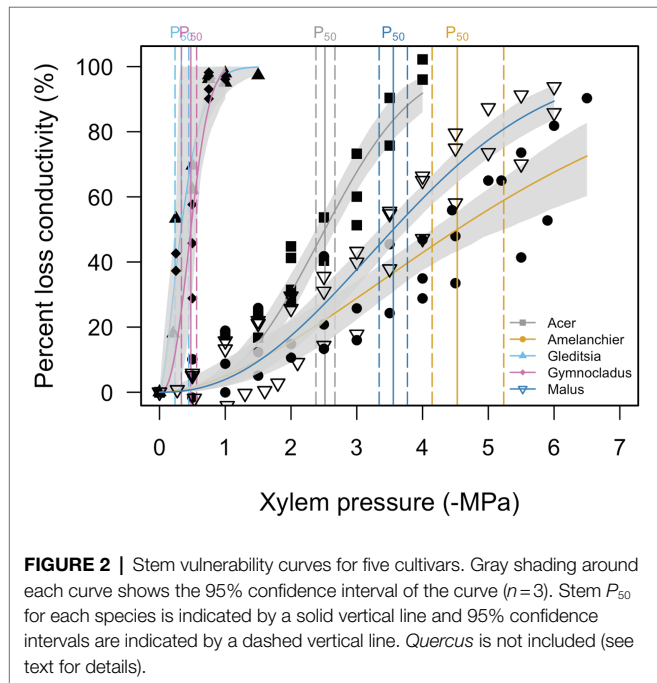 P50 P50 P50 P50 P50
Percent loss conductivity (%)
100
80
60
40
20
0
Acer
Amelanchier
Gleditsia
Gymnocladus
Malus
0 1 2 3 4 5 6 7
Xylem pressure (-MPa)
FIGURE 2 | Stem vulnerability curves for five cultivars. Gray shading around
each curve shows the 95% confidence interval of the curve (n=3). Stem P50
for each species is indicated by a solid vertical line and 95% confidence
intervals are indicated by a dashed vertical line. Quercus is not included (see
text for details).